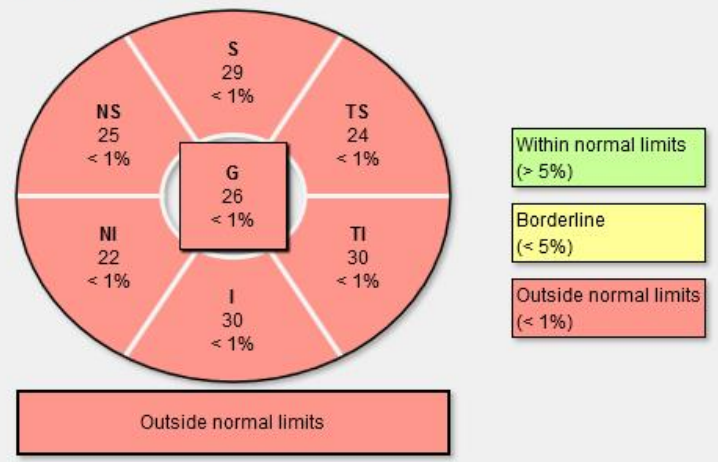 S
29
< 1%
NS
25
< 1%
TS
24
< 1%
G
26
< 1%
NI
22
< 1%
TI
30
< 1%
I
30
< 1%
Outside normal limits
Within normal limits
(> 5%)
Borderline
(< 5%)
Outside normal limits
(< 1%)